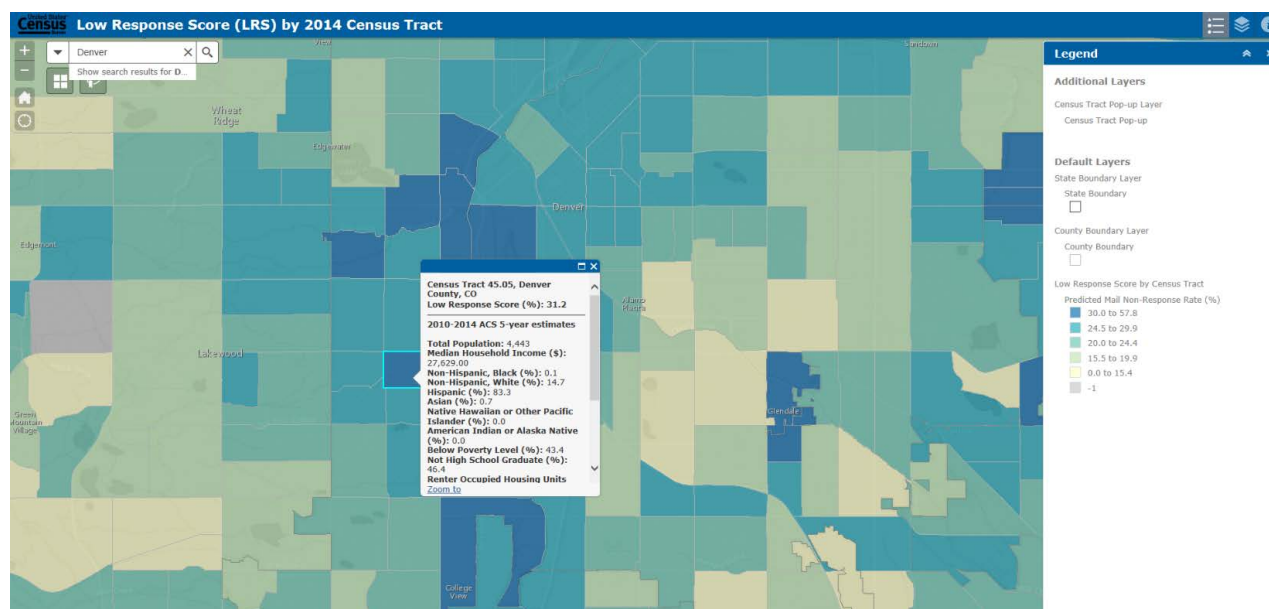 United States
Census
Bureau
Low Response Score (LRS) by 2014 Census Tract
Denver
Show search results for D...
View
Sandown
Wheat
Ridge
Edgewater
Denver
Edgemont
Lakewood
Alamo
Placita
Green
Mountain
Village
Glendale
College
View
Census Tract 45.05, Denver
County, CO
Low Response Score (%): 31.2
2010-2014 ACS 5-year estimates
Total Population: 4,443
Median Household Income ($):
27,629.00
Non-Hispanic, Black (%): 0.1
Non-Hispanic, White (%): 14.7
Hispanic (%): 83.3
Asian (%): 0.7
Native Hawaiian or Other Pacific
Islander (%): 0.0
American Indian or Alaska Native
(%): 0.0
Below Poverty Level (%): 43.4
Not High School Graduate (%):
46.4
Renter Occupied Housing Units
Zoom to
Legend
Additional Layers
Census Tract Pop-up Layer
Census Tract Pop-up
Default Layers
State Boundary Layer
State Boundary
County Boundary Layer
County Boundary
Low Response Score by Census Tract
Predicted Mail Non-Response Rate (%)
30.0 to 57.8
24.5 to 29.9
20.0 to 24.4
15.5 to 19.9
0.0 to 15.4
-1